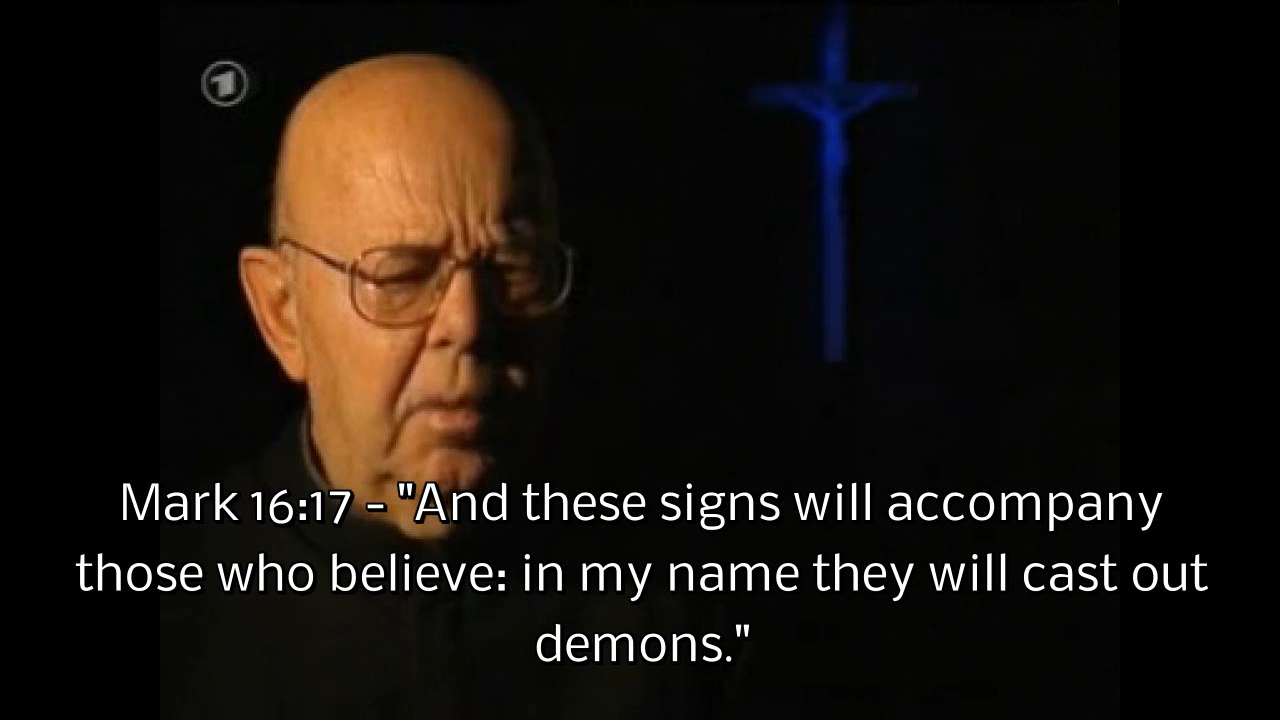 Mark 16:17 - "And these signs will accompany
those who believe: in my name they will cast out
demons."